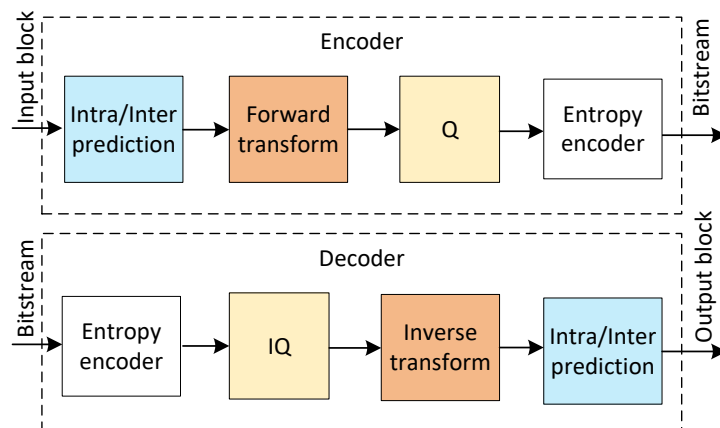 Encoder
Input block
Intra/Inter
prediction
Forward
transform
Q
Entropy
encoder
Bitstream
Decoder
Bitstream
Entropy
encoder
IQ
Inverse
transform
Intra/Inter
prediction
Output block